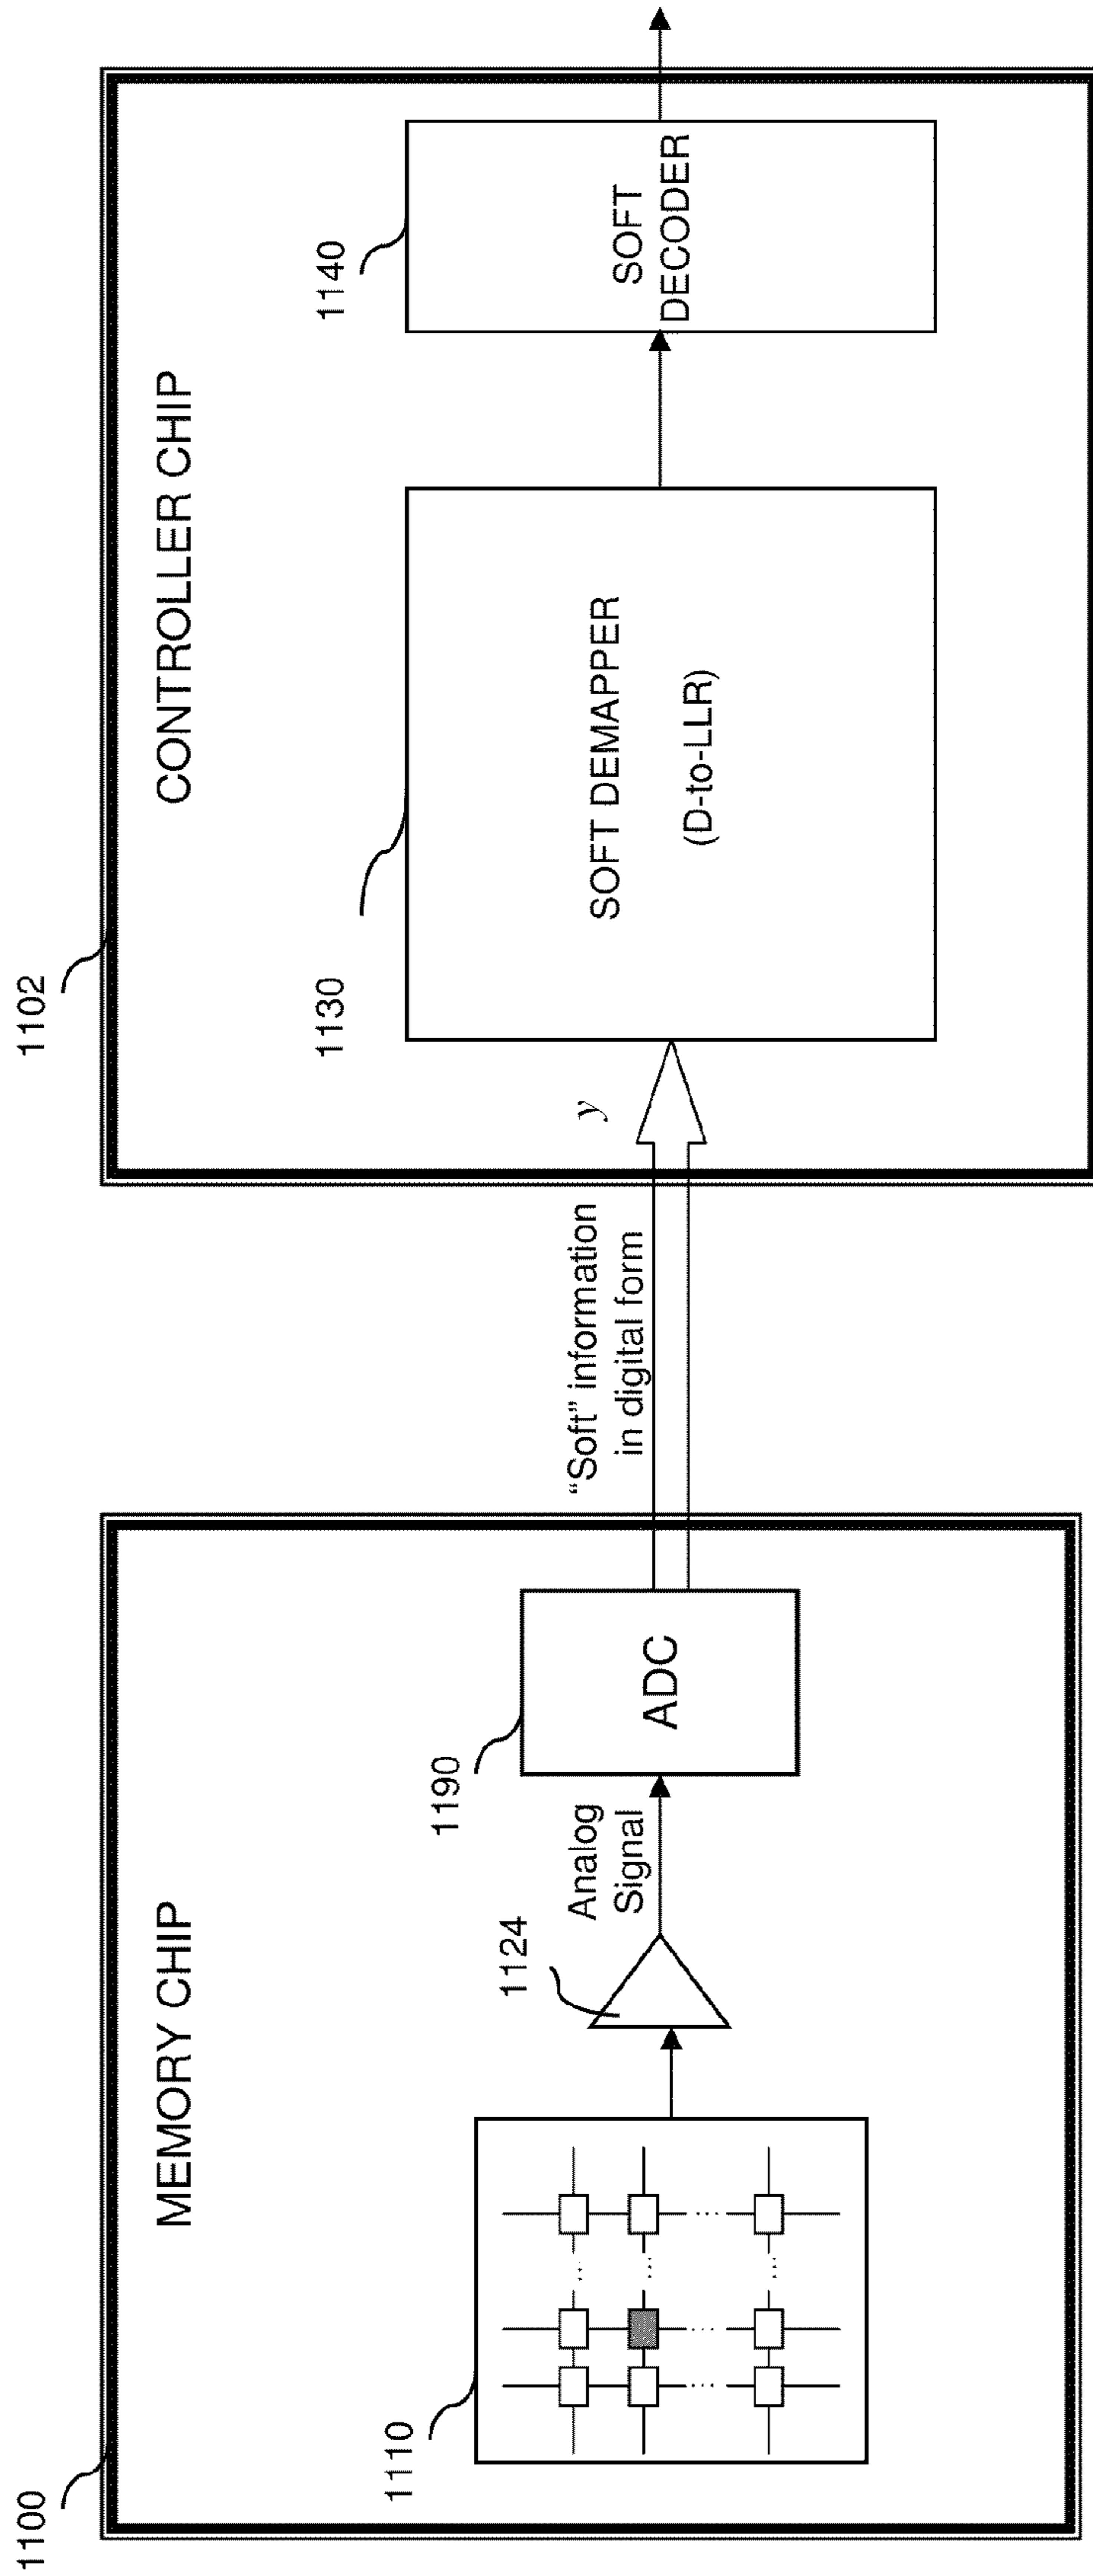 1100
MEMORY CHIP
1110
1124
Analog
Signal
1190
ADC
“Soft” information
in digital form
y
1102
CONTROLLER CHIP
1130
SOFT DEMAPPER
(D-to-LLR)
1140
SOFT
DECODER